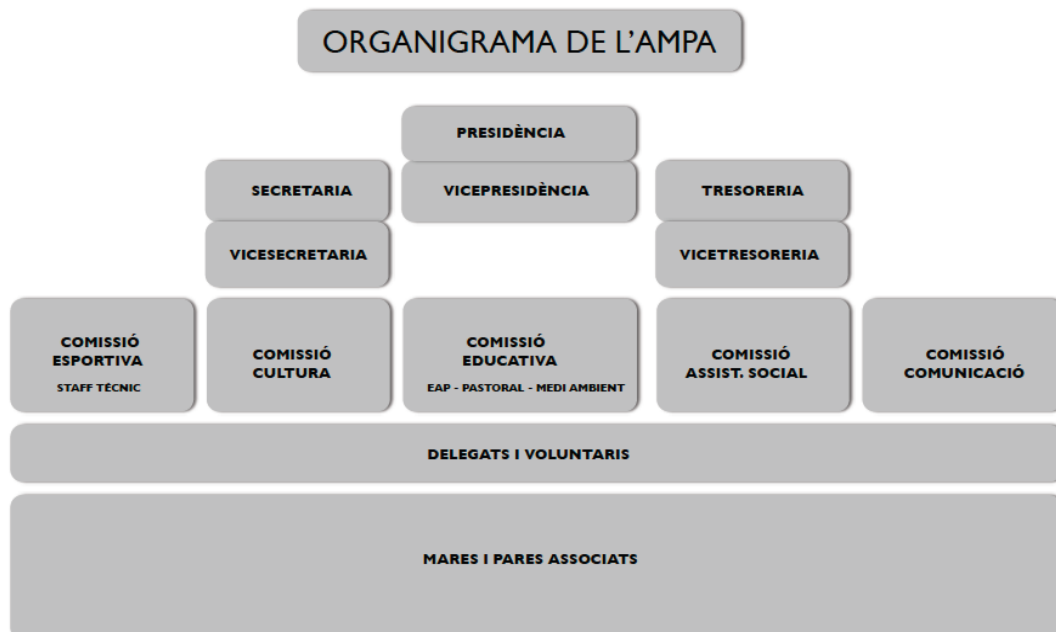 ORGANIGRAMA DE L'AMPA
PRESIDÈNCIA
SECRETARIA
VICEPRESIDÈNCIA
TRESORERIA
VICESECRETARIA
VICETRESORERIA
COMISSIÓ
ESPORTIVA
STAFF TÉCNIC
COMISSIÓ
CULTURA
COMISSIÓ
EDUCATIVA
EAP - PASTORAL - MEDI AMBIENT
COMISSIÓ
ASSIST. SOCIAL
COMISSIÓ
COMUNICACIÓ
DELEGATS I VOLUNTARIS
MARES I PARES ASSOCIATS